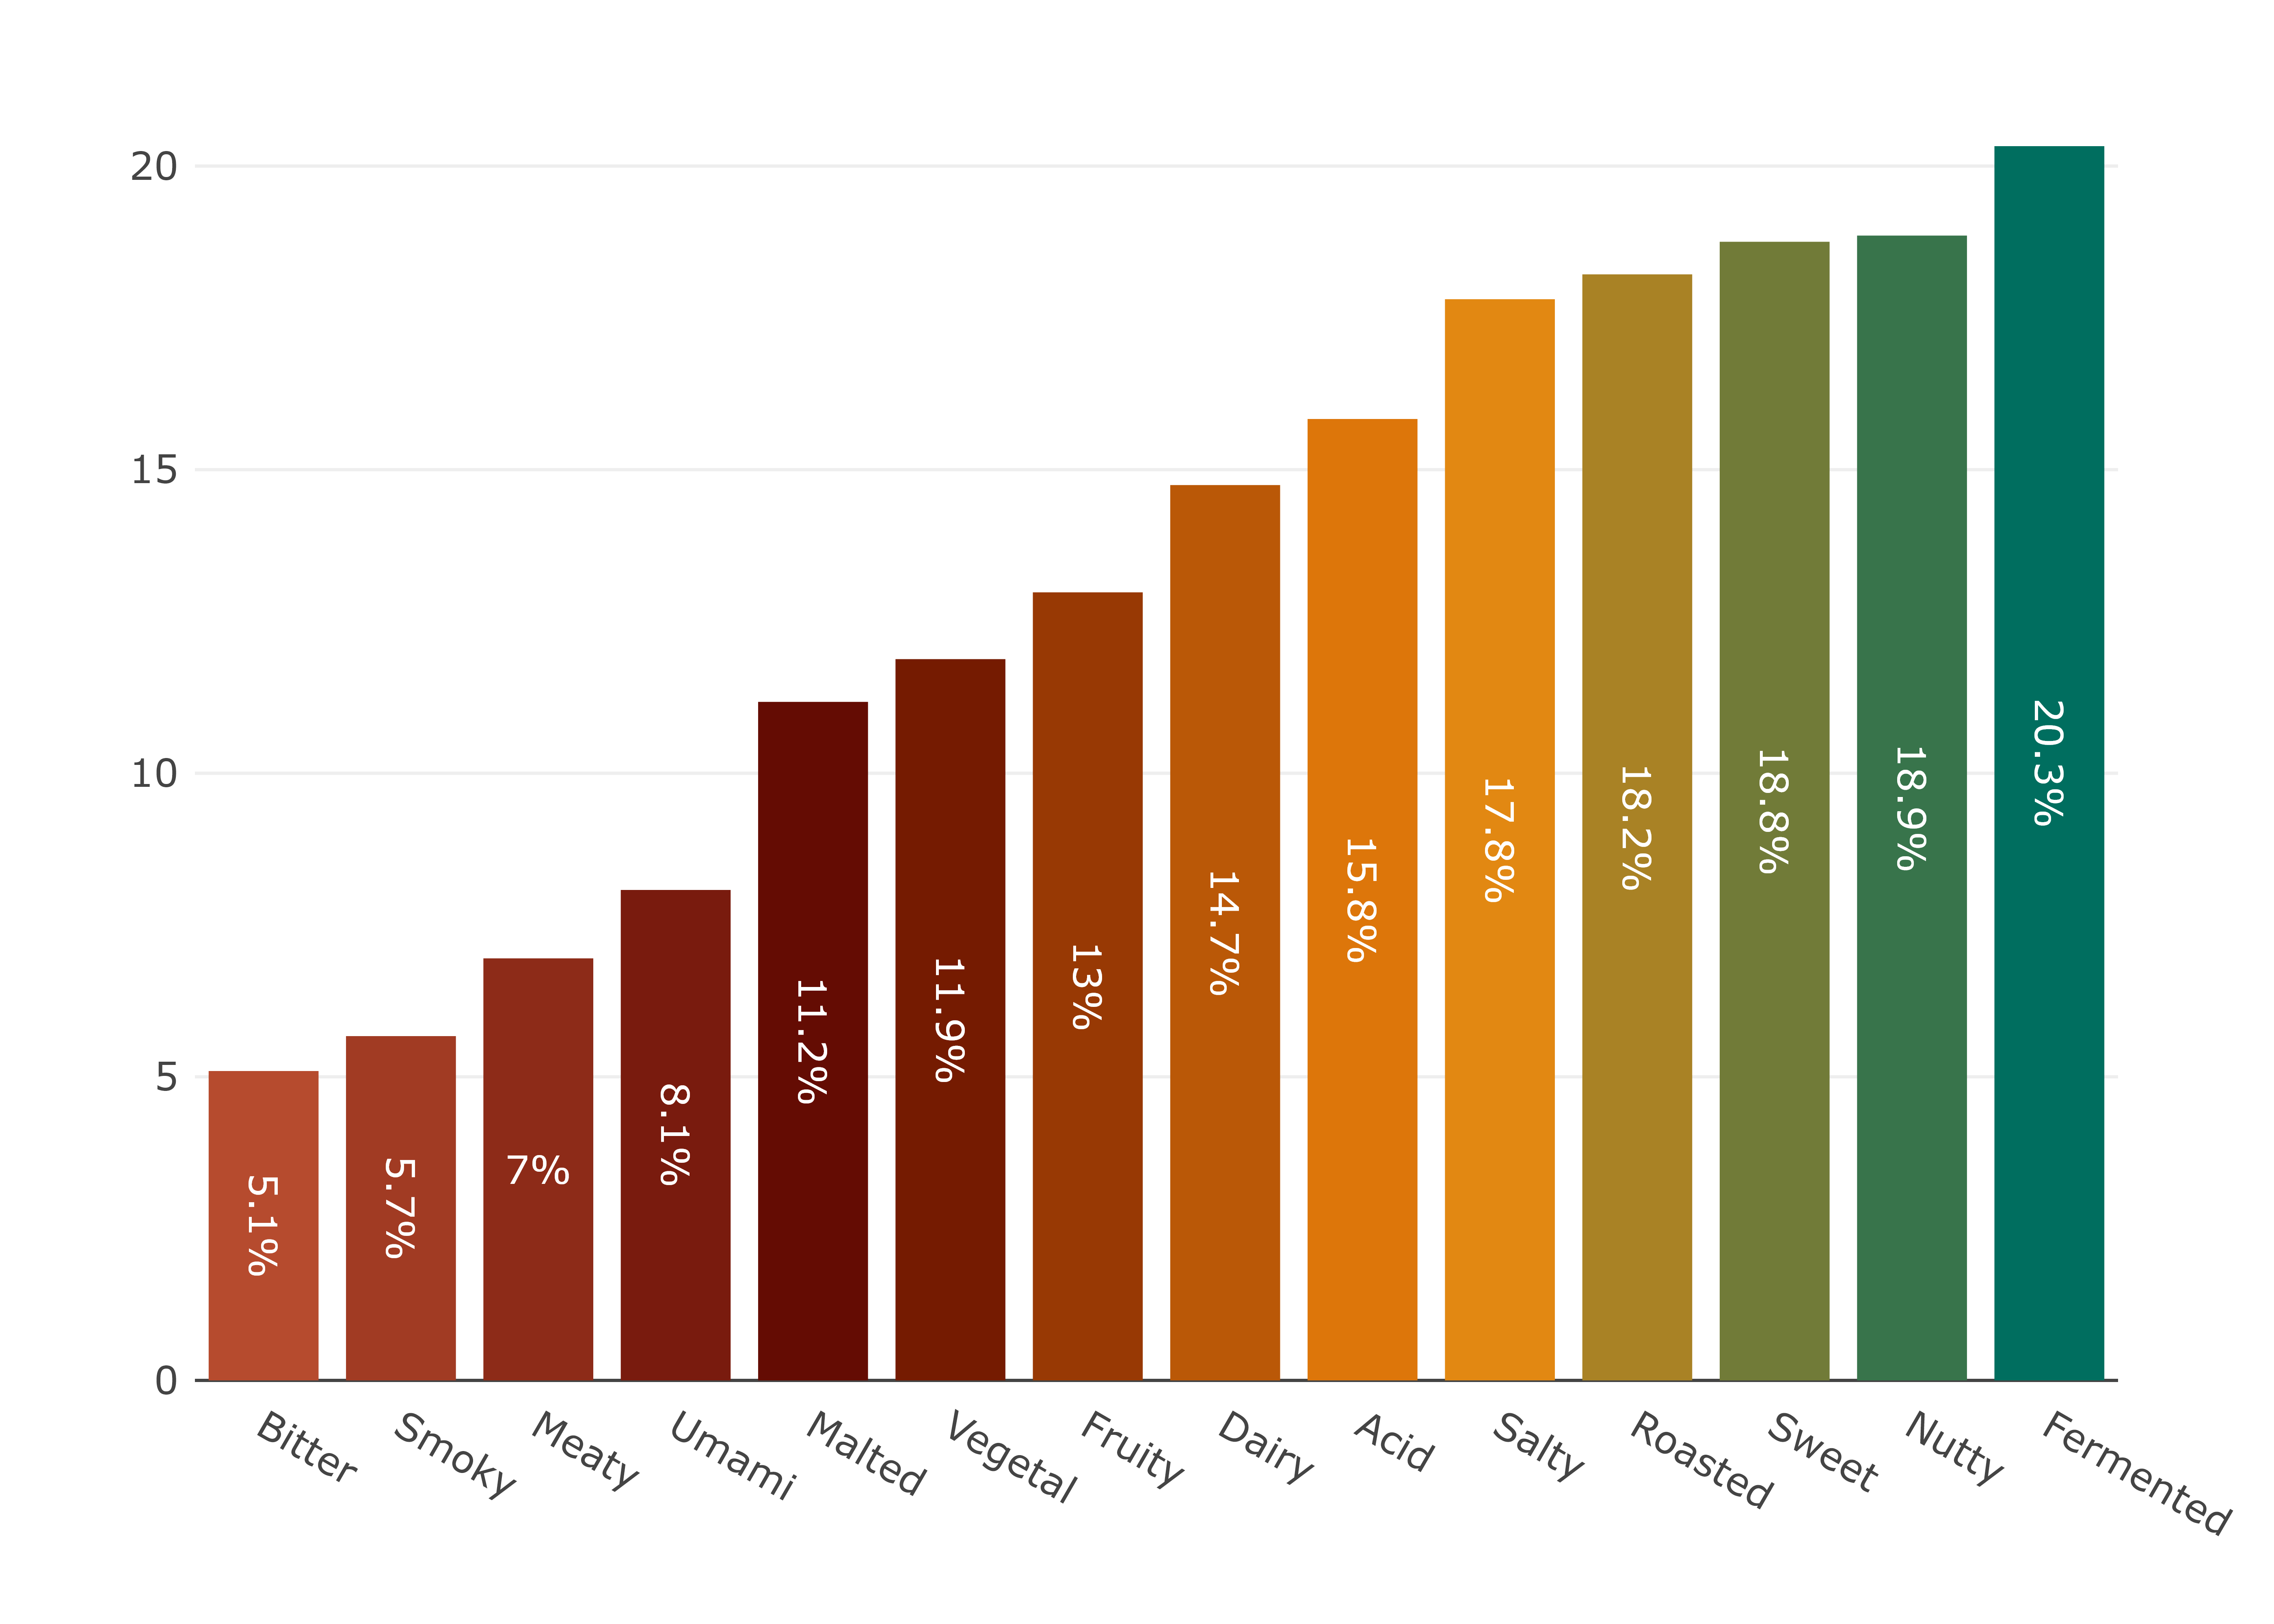 20
15
10
5
0
5.1%
5.7%
7%
8.1%
11.2%
11.9%
13%
14.7%
15.8%
17.8%
18.2%
18.8%
18.9%
20.3%
Bitter
Smoky
Meaty
Umami
Malted
Vegetal
Fruity
Dairy
Acid
Salty
Roasted
Sweet
Nutty
Fermented